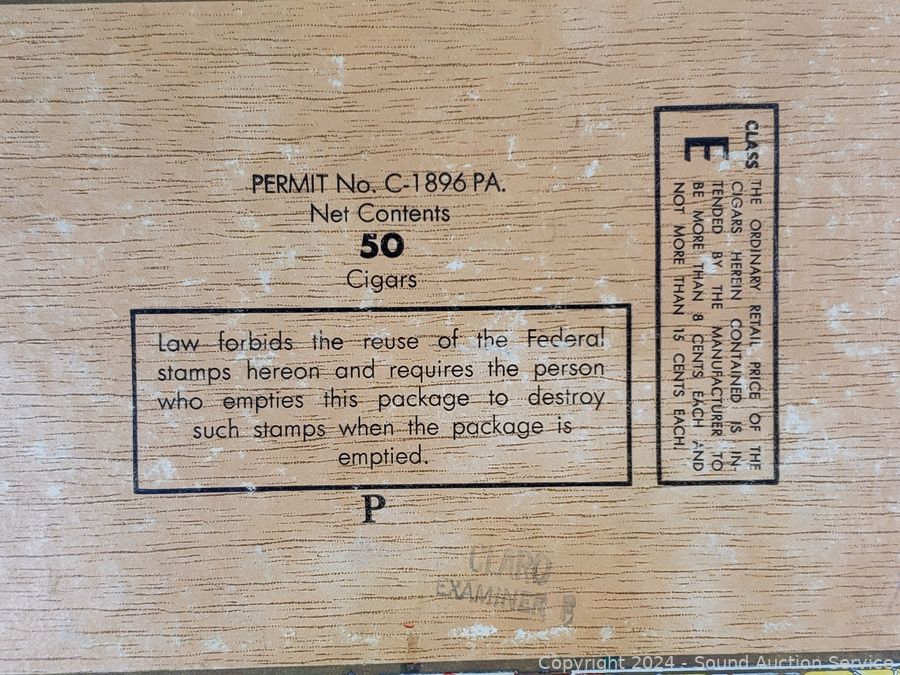 PERMIT No. C-1896 PA.
Net Contents
50
Cigars
Law forbids the reuse of the Federal
stamps hereon and requires the person
who empties this package to destroy
such stamps when the package is
emptied.
P
CLASS
E
THE ORDINARY RETAIL PRICE OF THE
CIGARS HEREIN CONTAINED IS IN-
TENDED BY THE MANUFACTURER TO
BE MORE THAN 8 CENTS EACH AND
NOT MORE THAN 15 CENTS EACH.
CLARO
EXAMINER B
Copyright 2024 - Sound Auction Service